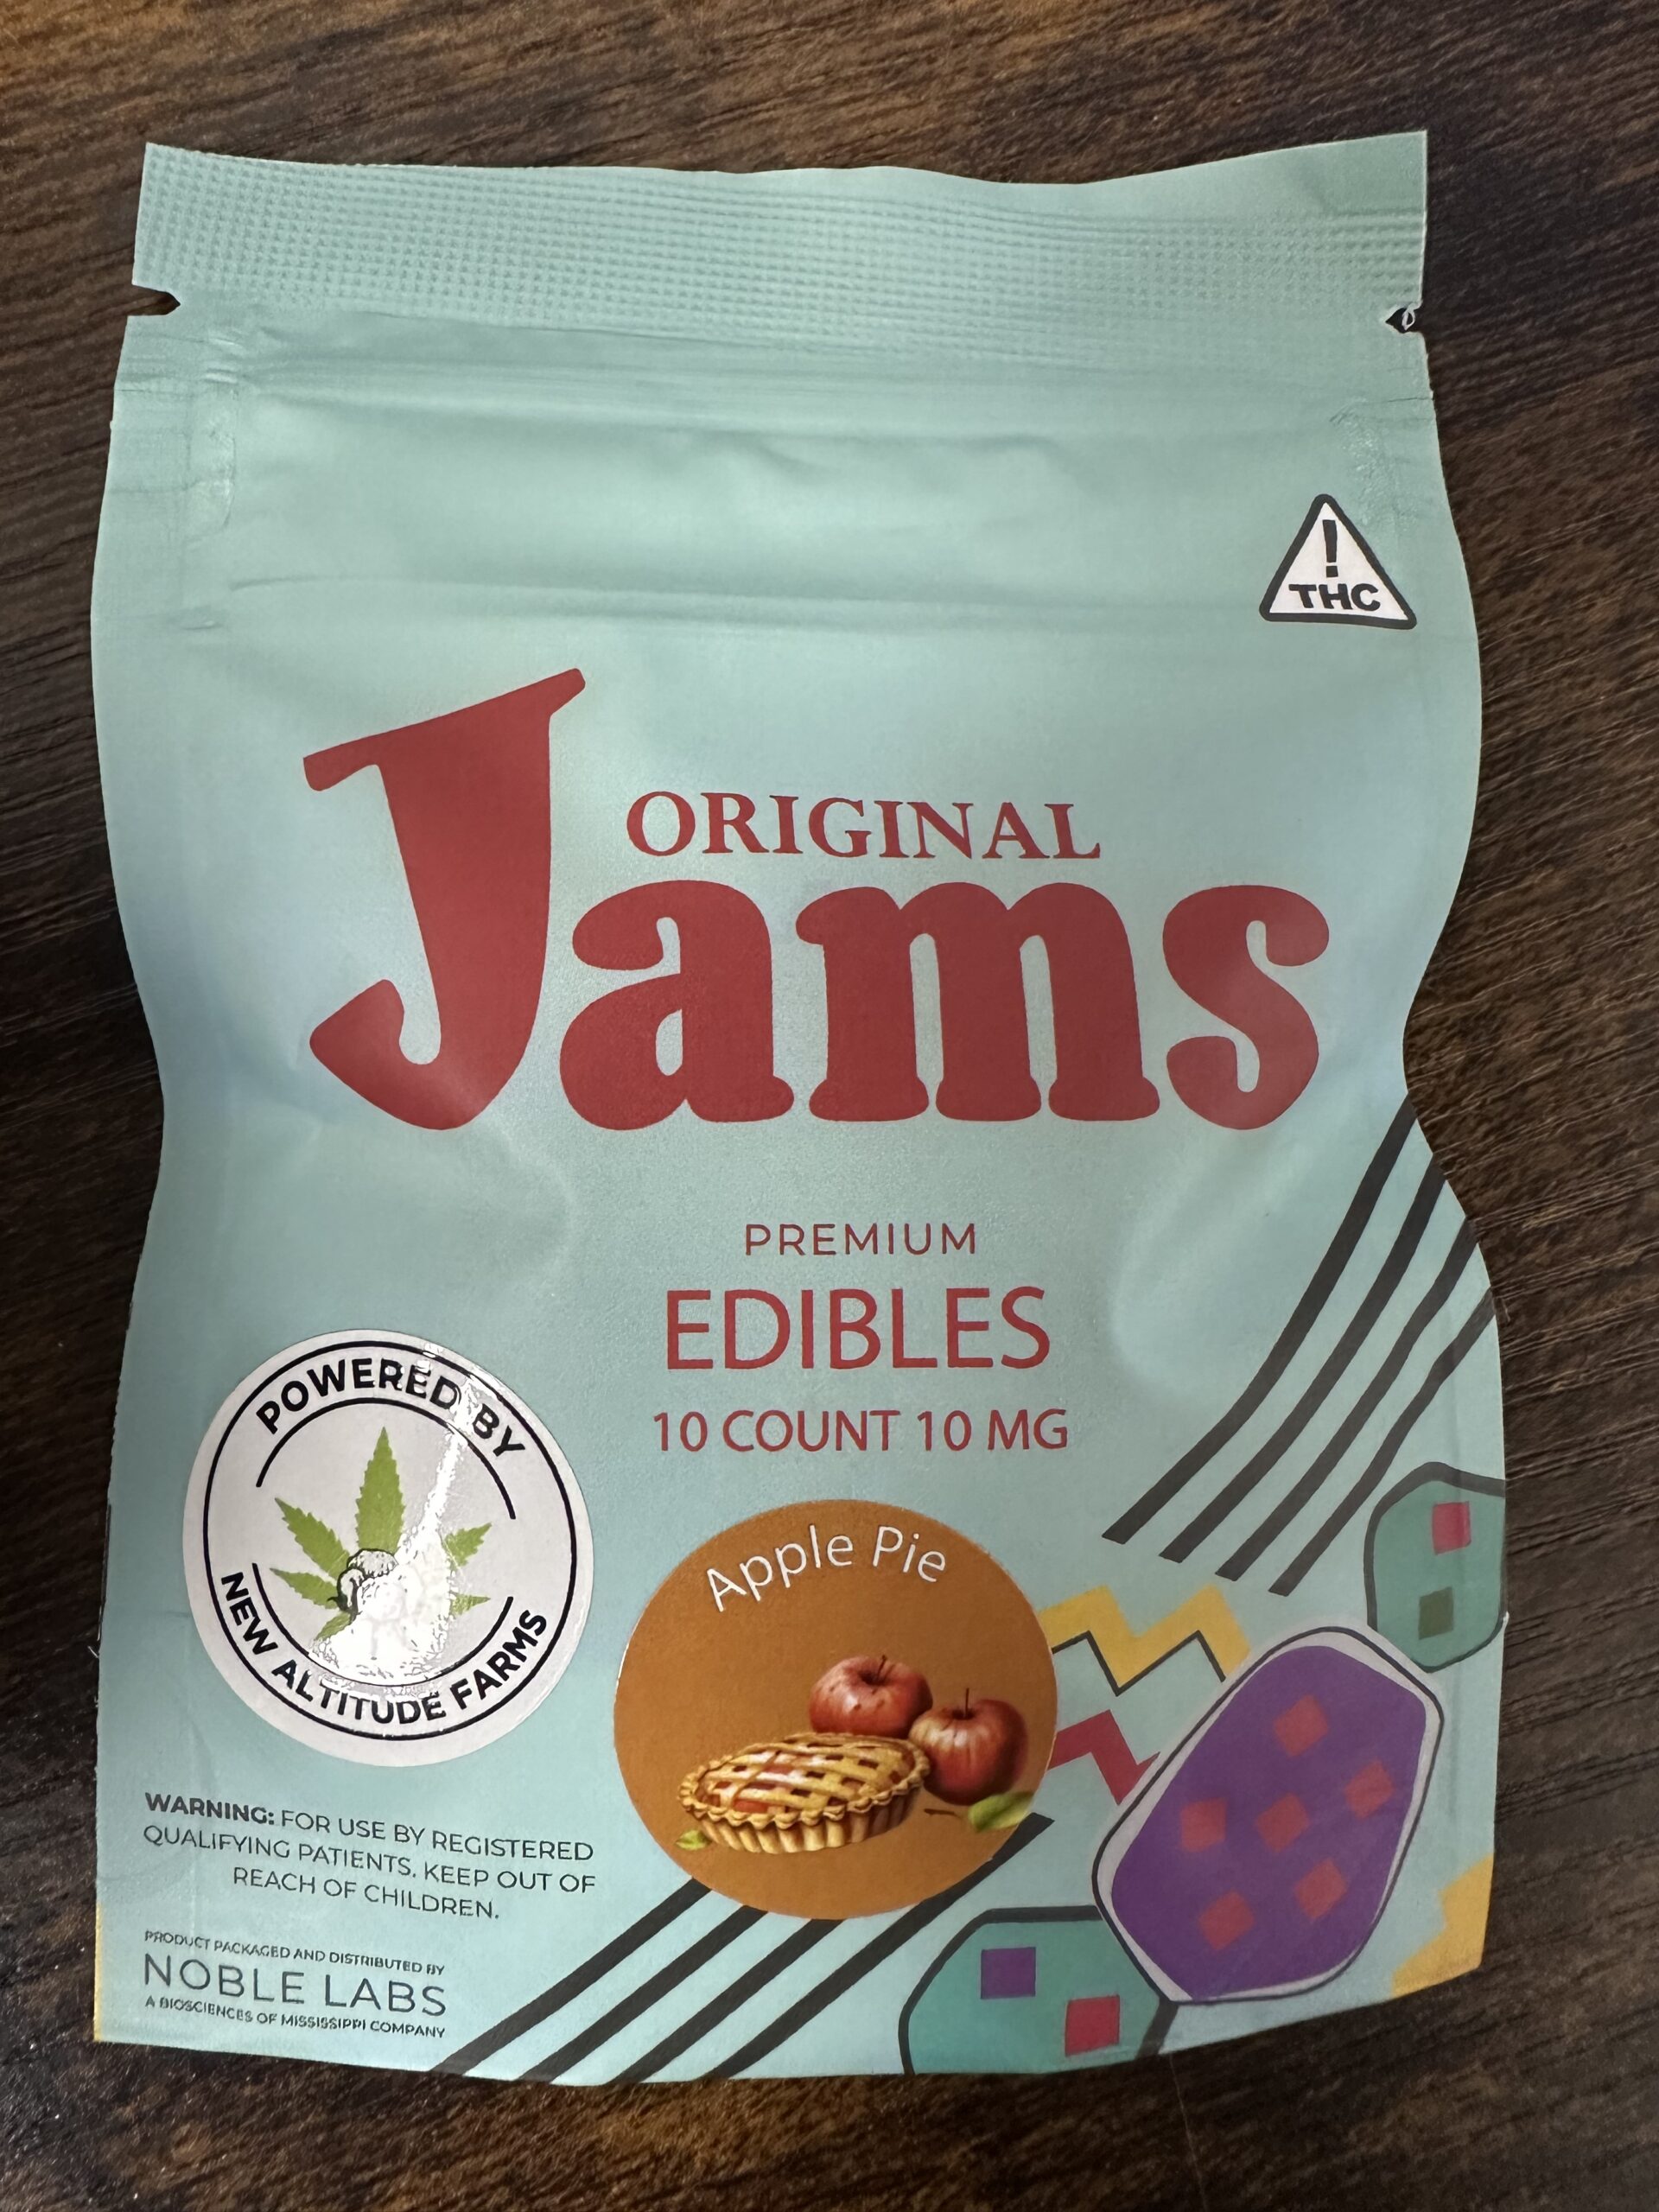 !
THC
ORIGINAL
Jams
PREMIUM
EDIBLES
10 COUNT 10 MG
POWERED BY
NEW ALTITUDE FARMS
Apple Pie
WARNING: FOR USE BY REGISTERED
QUALIFYING PATIENTS. KEEP OUT OF
REACH OF CHILDREN.
PRODUCT PACKAGED AND DISTRIBUTED BY
NOBLE LABS
A BIOSCIENCES OF MISSISSIPPI COMPANY